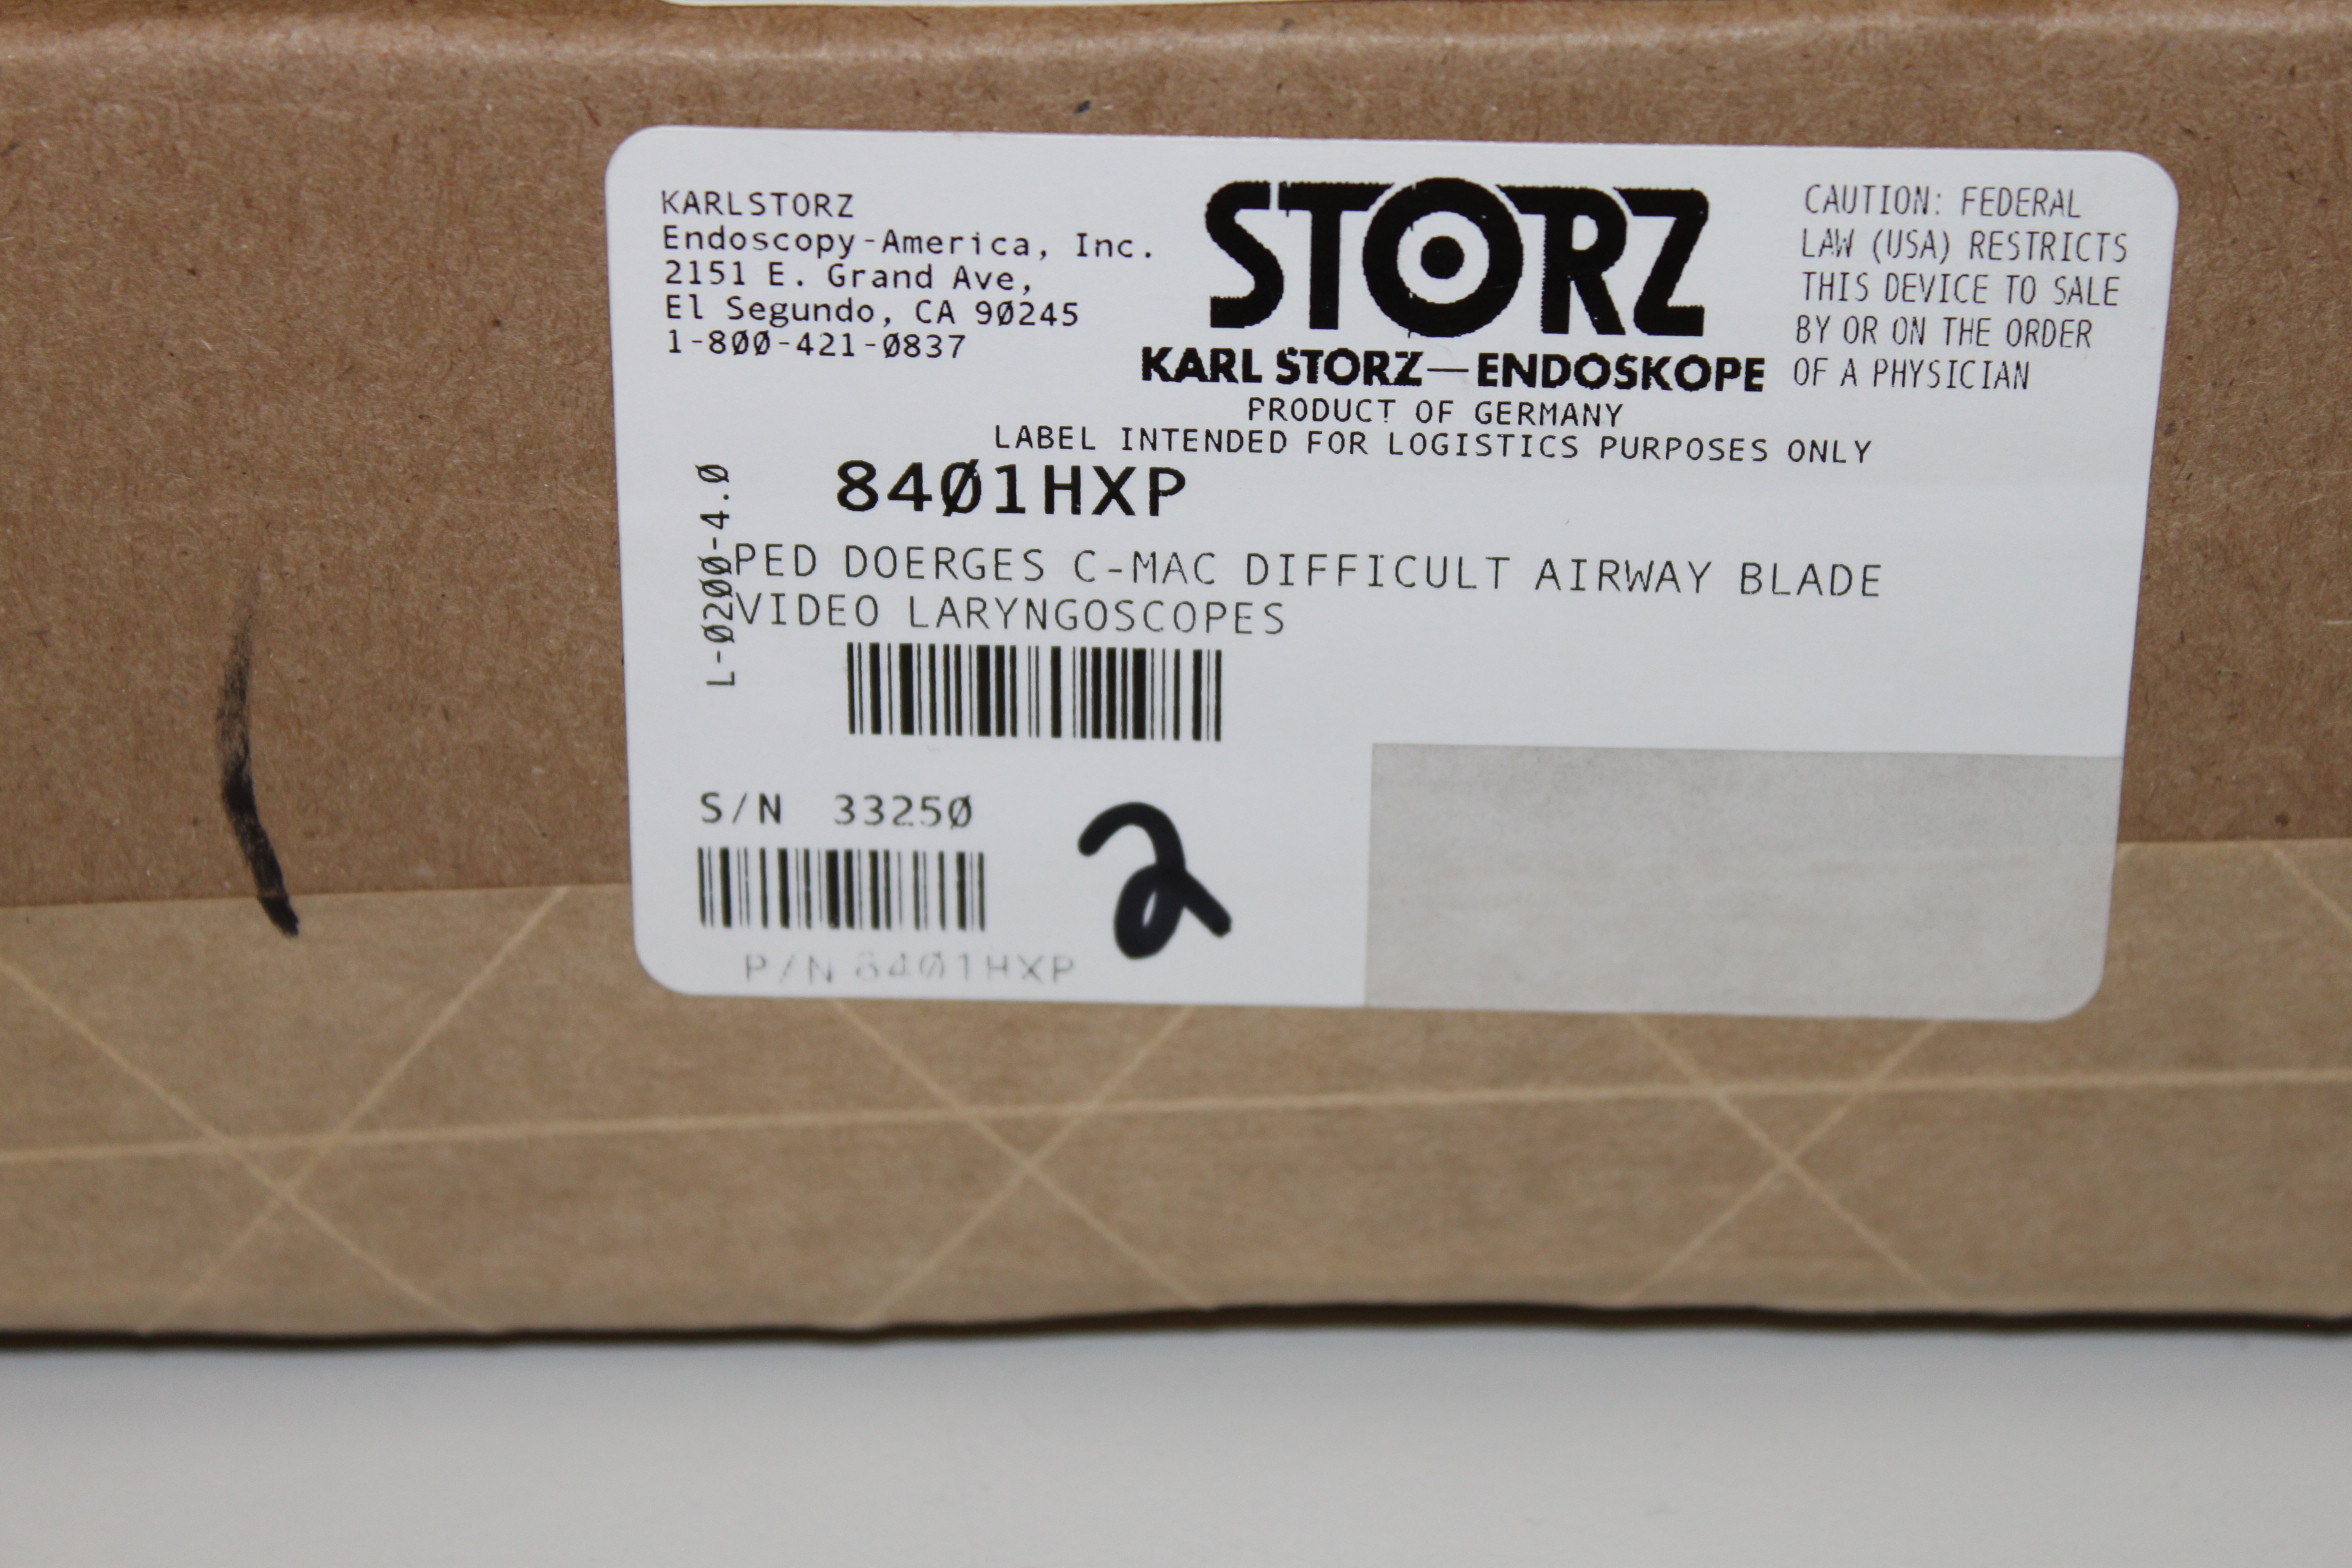 KARLSTORZ
Endoscopy-America, Inc.
2151 E. Grand Ave,
El Segundo, CA 90245
1-800-421-0837
STORZ
KARL STORZ—ENDOSKOPE
CAUTION: FEDERAL
LAW (USA) RESTRICTS
THIS DEVICE TO SALE
BY OR ON THE ORDER
OF A PHYSICIAN
PRODUCT OF GERMANY
LABEL INTENDED FOR LOGISTICS PURPOSES ONLY
L-0200-4.0
8401HXP
PED DOERGES C-MAC DIFFICULT AIRWAY BLADE
VIDEO LARYNGOSCOPES
S/N 33250
2
P/N 8401HXP